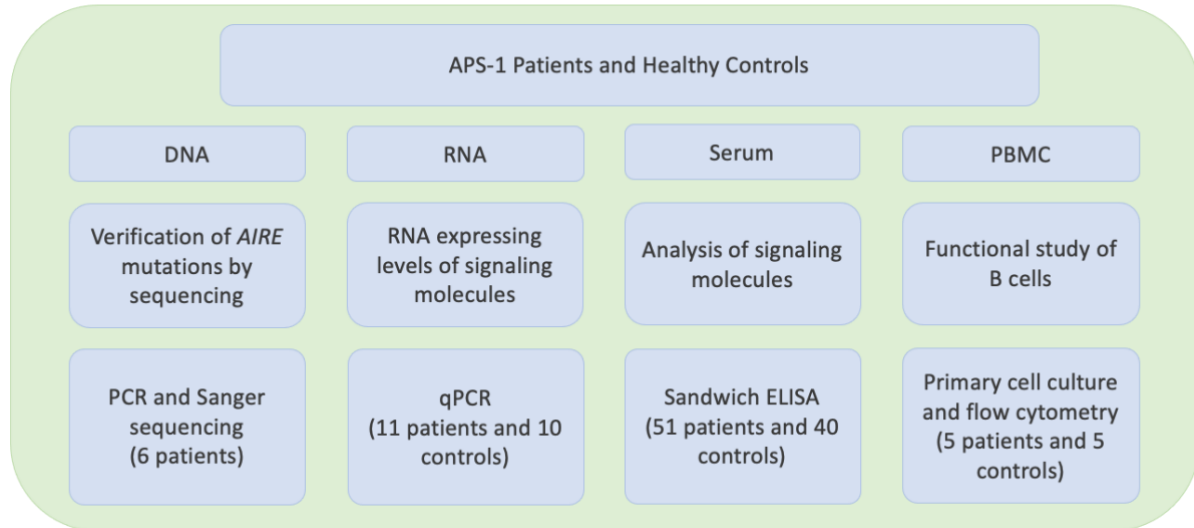 APS-1 Patients and Healthy Controls
DNA
Verification of AIRE
mutations by
sequencing
PCR and Sanger
sequencing
(6 patients)
RNA
RNA expressing
levels of signaling
molecules
qPCR
(11 patients and 10
controls)
Serum
Analysis of signaling
molecules
Sandwich ELISA
(51 patients and 40
controls)
PBMC
Functional study of
B cells
Primary cell culture
and flow cytometry
(5 patients and 5
controls)